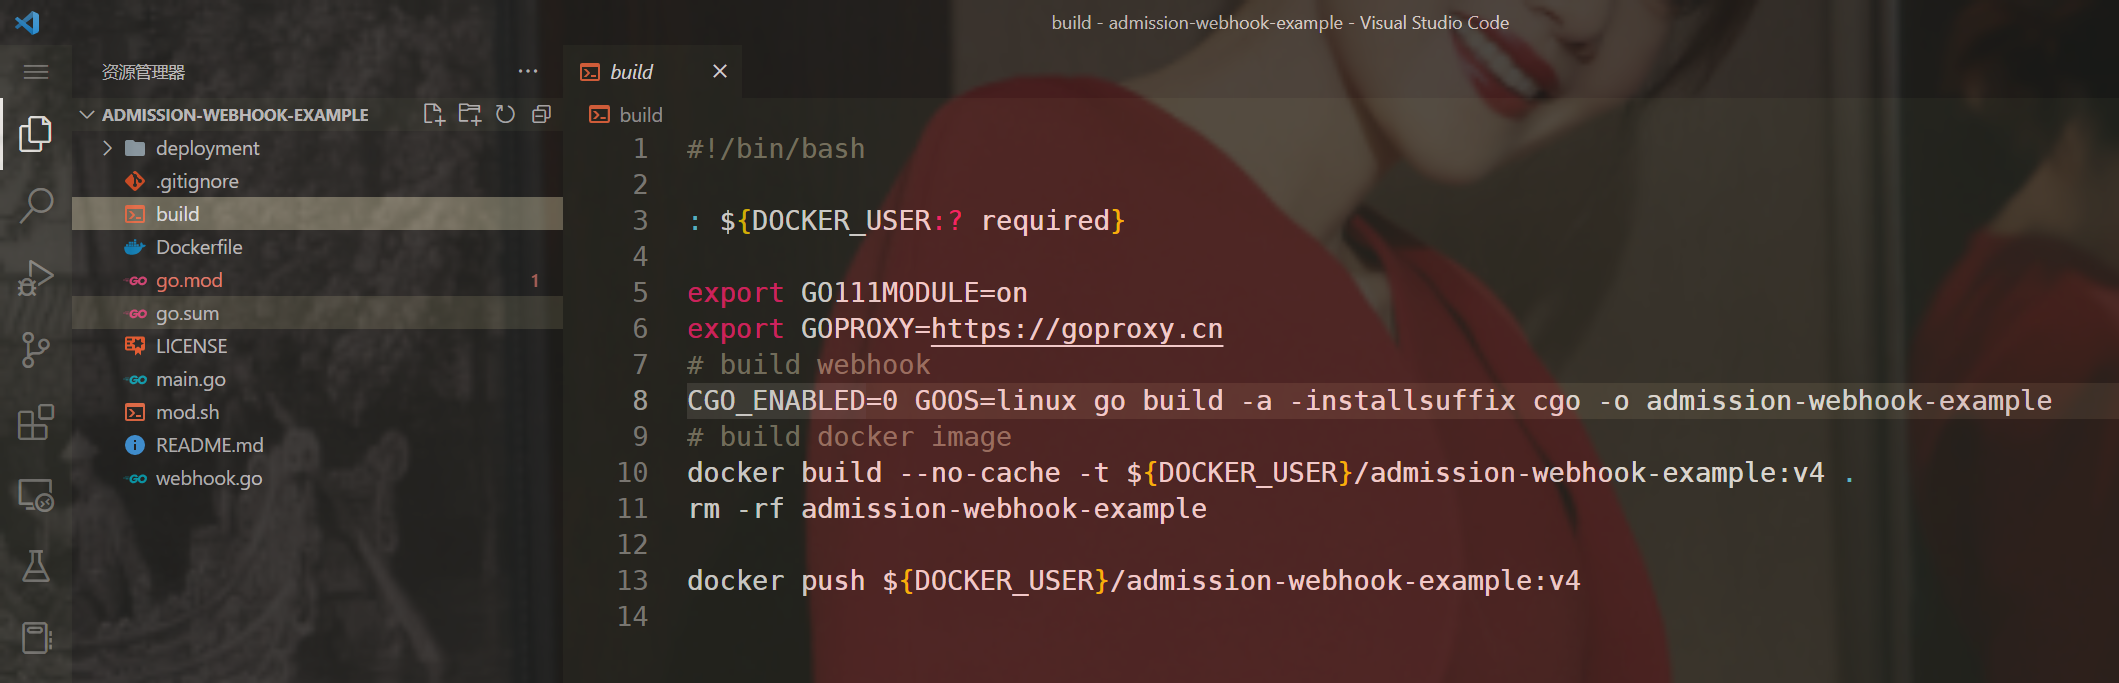 build - admission-webhook-example - Visual Studio Code
资源管理器
ADMISSION-WEBHOOK-EXAMPLE
deployment
.gitignore
build
Dockerfile
go.mod 1
go.sum
LICENSE
main.go
mod.sh
README.md
webhook.go
build
build
1 #!/bin/bash
2
3 : ${DOCKER_USER:? required}
4
5 export GO111MODULE=on
6 export GOPROXY=https://goproxy.cn
7 # build webhook
8 CGO_ENABLED=0 GOOS=linux go build -a -installsuffix cgo -o admission-webhook-example
9 # build docker image
10 docker build --no-cache -t ${DOCKER_USER}/admission-webhook-example:v4 .
11 rm -rf admission-webhook-example
12
13 docker push ${DOCKER_USER}/admission-webhook-example:v4
14